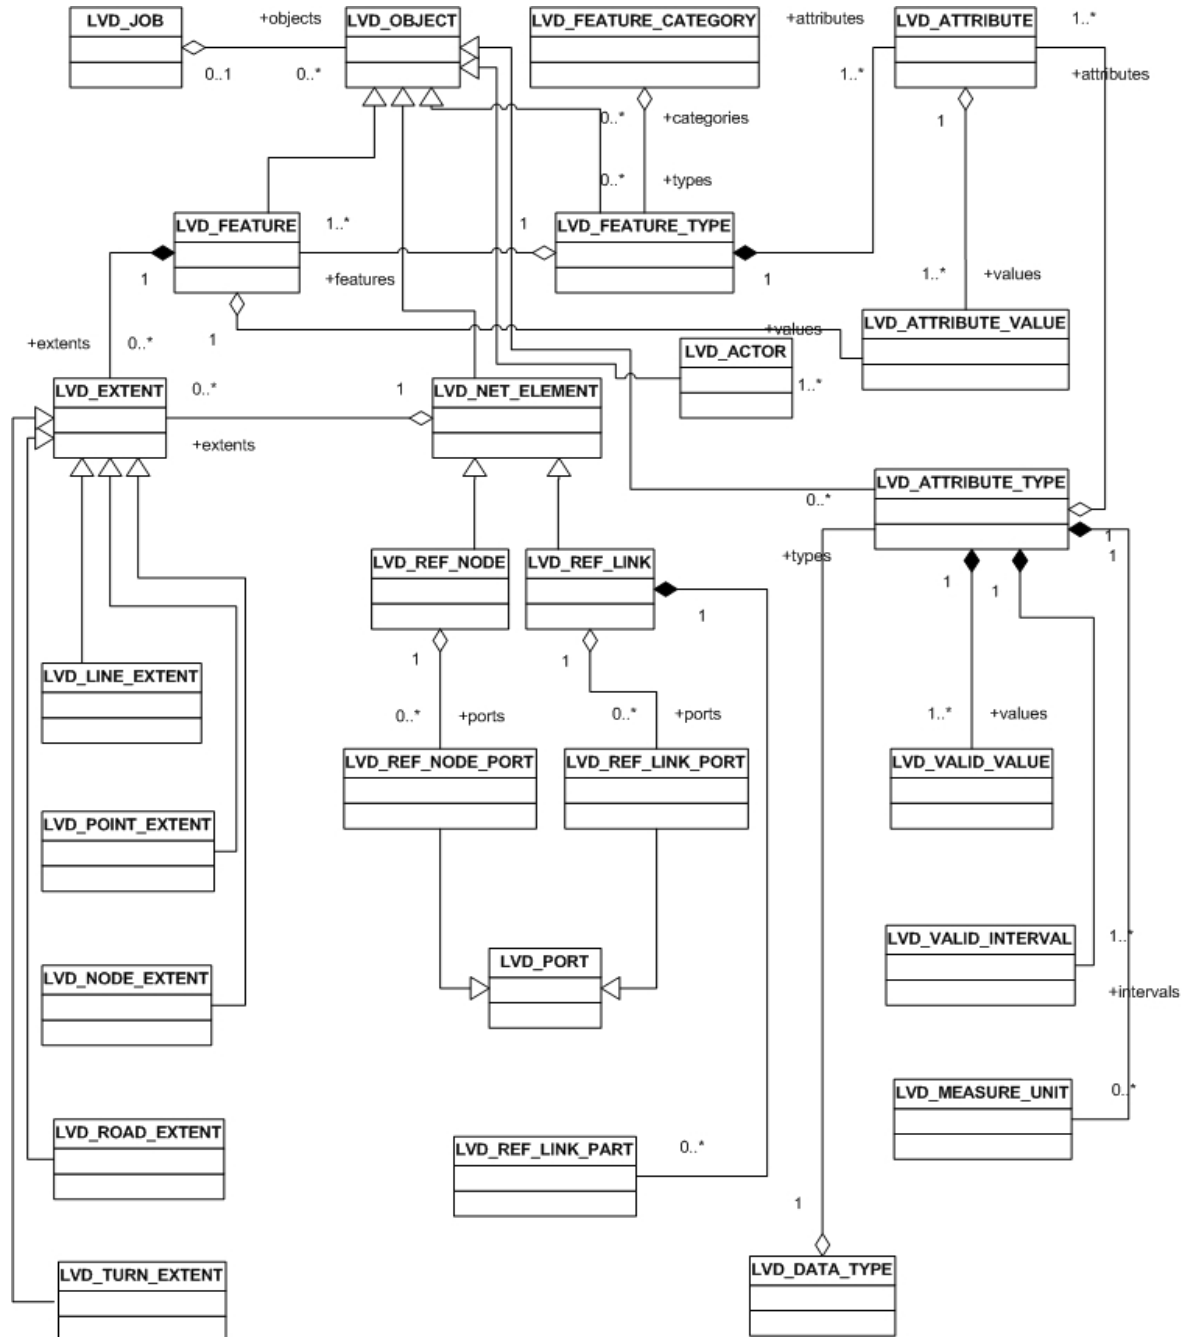 LVD_JOB
+objects
LVD_OBJECT
LVD_FEATURE_CATEGORY
+attributes
LVD_ATTRIBUTE
1..*
0..1
0..*
1..*
+attributes
0..*
+categories
1
0..*
+types
LVD_FEATURE
1..*
1
LVD_FEATURE_TYPE
1
+features
1
1..*
+values
+extents
0..*
1
+values
LVD_ATTRIBUTE_VALUE
LVD_ACTOR
1..*
LVD_EXTENT
0..*
1
LVD_NET_ELEMENT
+extents
LVD_ATTRIBUTE_TYPE
0..*
+types
1
1
LVD_REF_NODE
LVD_REF_LINK
1
1
1
1
1
LVD_LINE_EXTENT
0..*
+ports
0..*
+ports
1..*
+values
LVD_REF_NODE_PORT
LVD_REF_LINK_PORT
LVD_VALID_VALUE
LVD_POINT_EXTENT
LVD_VALID_INTERVAL
1..*
LVD_PORT
LVD_NODE_EXTENT
+intervals
LVD_MEASURE_UNIT
0..*
LVD_ROAD_EXTENT
LVD_REF_LINK_PART
0..*
1
LVD_TURN_EXTENT
LVD_DATA_TYPE